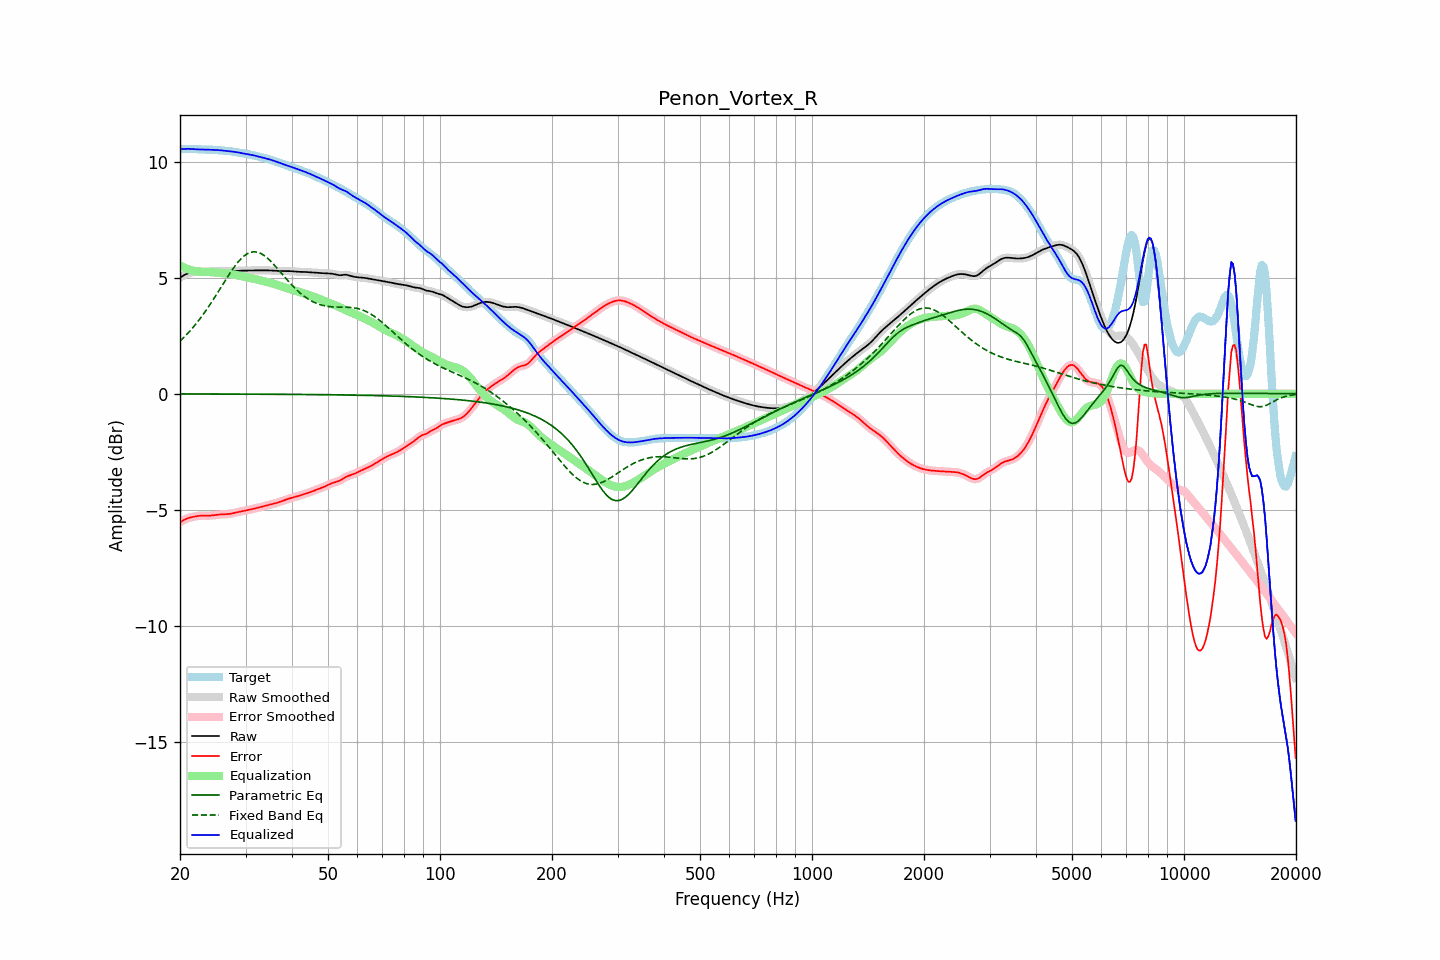 Penon_Vortex_R
Amplitude (dBr)
10
5
0
−5
−10
−15
Target
Raw Smoothed
Error Smoothed
Raw
Error
Equalization
Parametric Eq
Fixed Band Eq
Equalized
20
50
100
200
500
1000
2000
5000
10000
20000
Frequency (Hz)